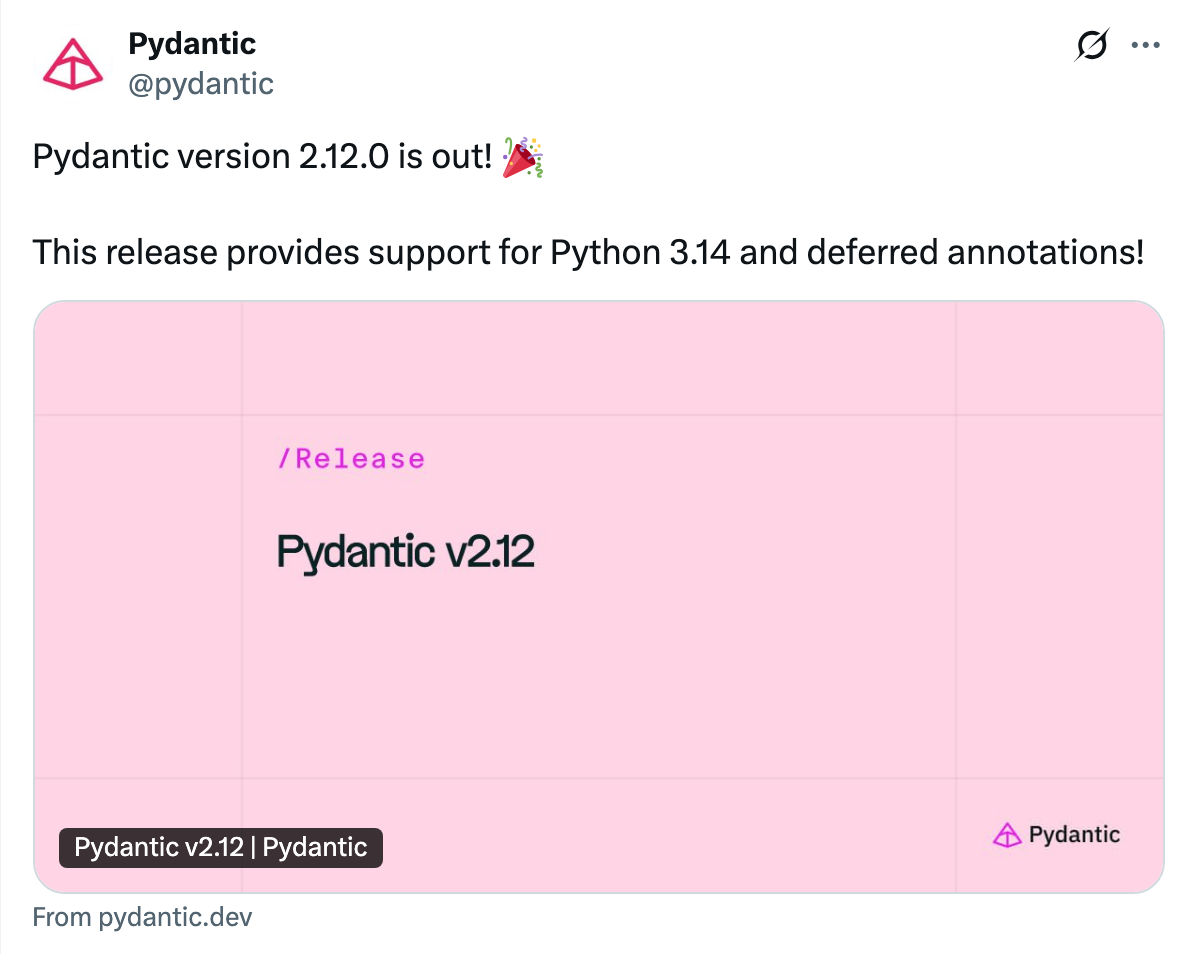 Pydantic
@pydantic
Pydantic version 2.12.0 is out! 🎉
This release provides support for Python 3.14 and deferred annotations!
/Release
Pydantic v2.12
Pydantic v2.12 | Pydantic
Pydantic
From pydantic.dev